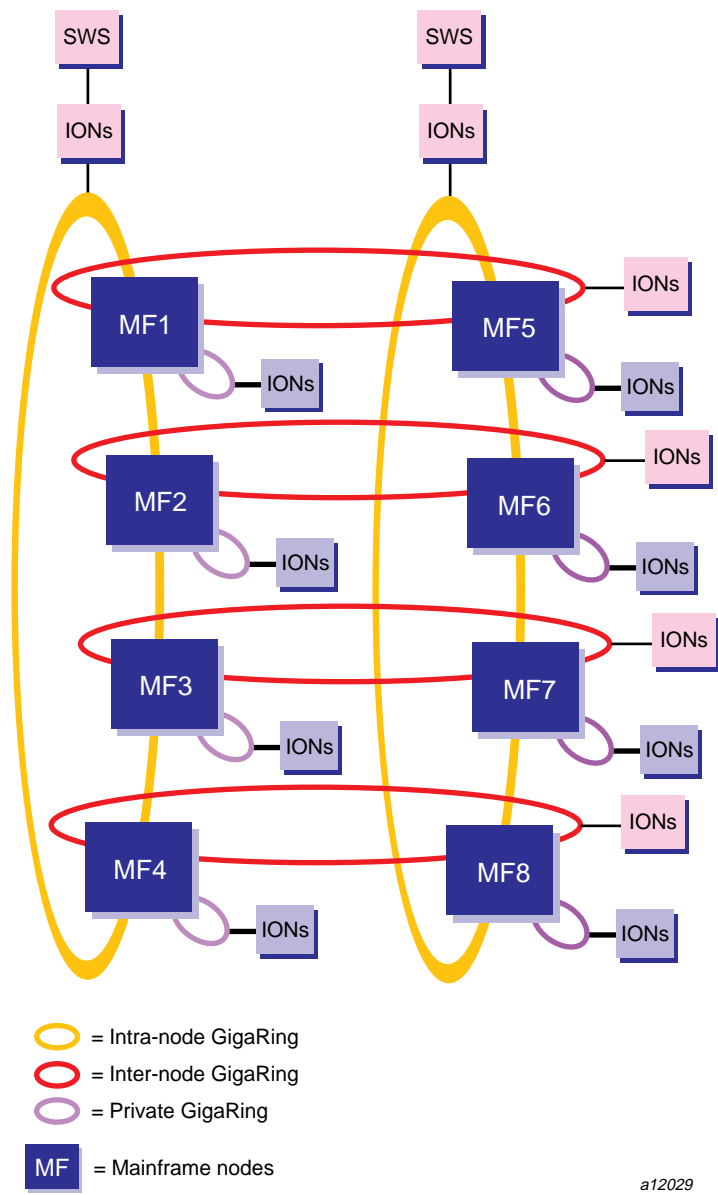 SWS
SWS
IONs
IONs
IONs
MF1
MF5
IONs
IONs
IONs
MF2
MF6
IONs
IONs
IONs
MF3
MF7
IONs
IONs
IONs
MF4
MF8
IONs
IONs
= Intra-node GigaRing
= Inter-node GigaRing
= Private GigaRing
MF = Mainframe nodes
a12029